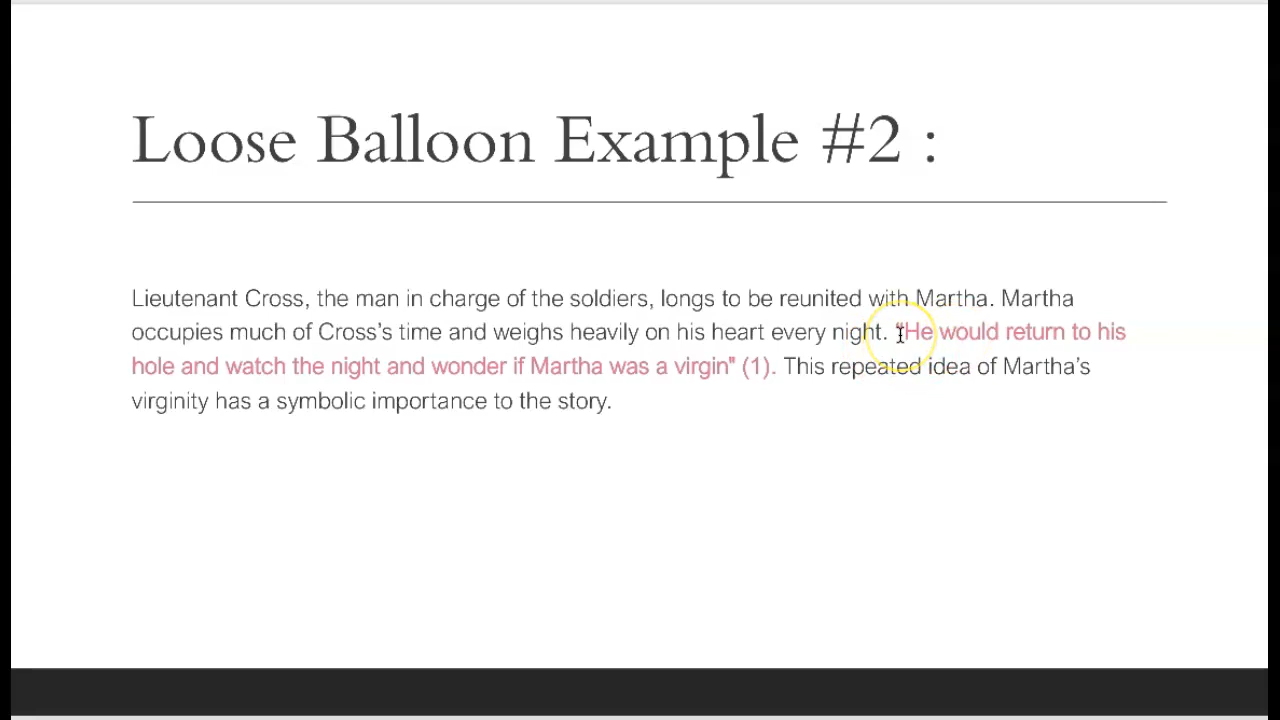 Loose Balloon Example #2 :
Lieutenant Cross, the man in charge of the soldiers, longs to be reunited with Martha. Martha
occupies much of Cross’s time and weighs heavily on his heart every night. "He would return to his
hole and watch the night and wonder if Martha was a virgin" (1). This repeated idea of Martha’s
virginity has a symbolic importance to the story.